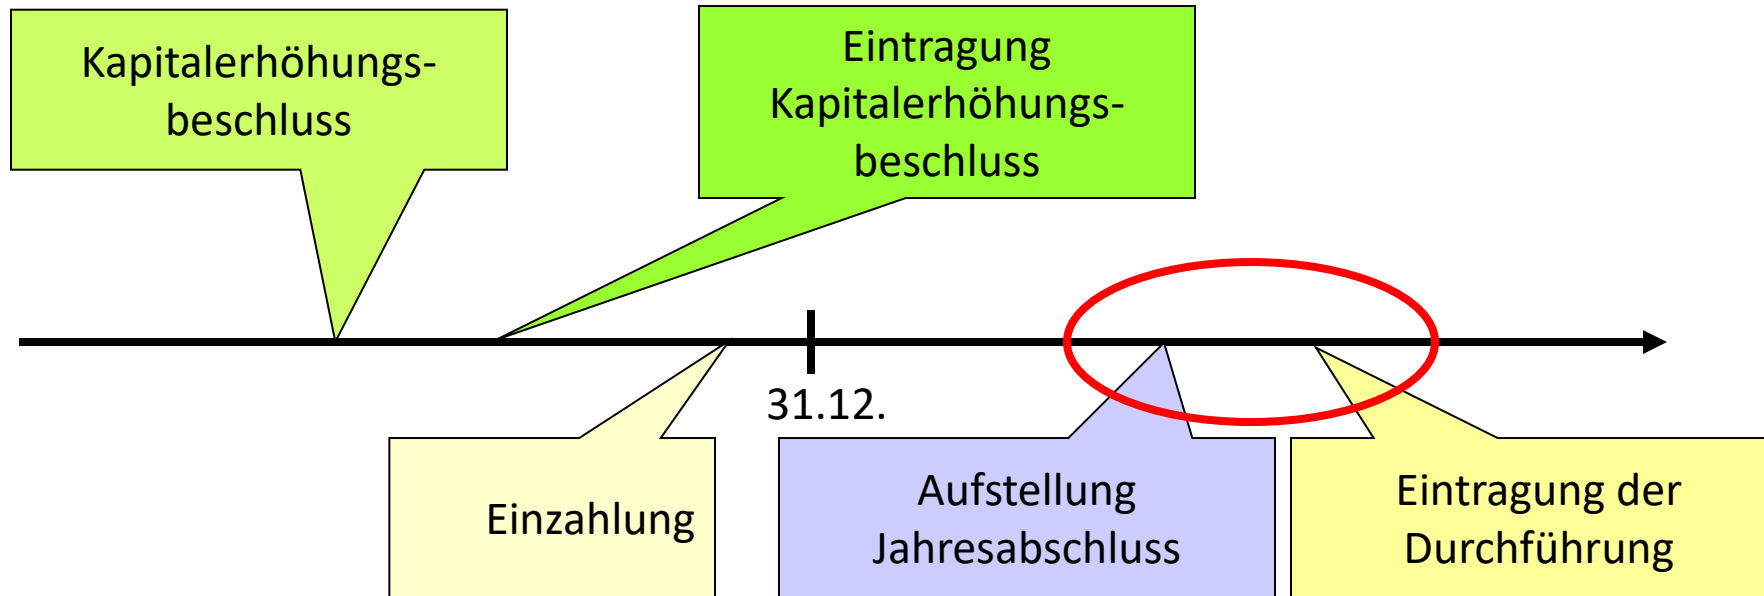 Kapitalerhöhungs-
beschluss
Eintragung
Kapitalerhöhungs-
beschluss
31.12.
Einzahlung
Aufstellung
Jahresabschluss
Eintragung der
Durchführung